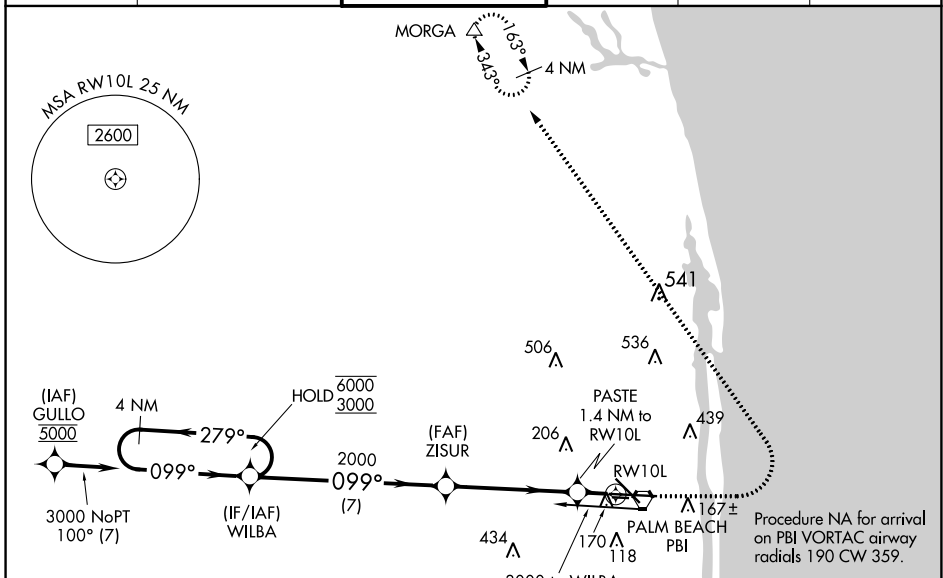 MORGA
163°
343°
4 NM
MSA RW10L 25 NM
2600
541
506
536
HOLD
6000
3000
PASTE
1.4 NM to
RW10L
(IAF)
GULLO
5000
4 NM
279°
099°
(FAF)
ZISUR
206
439
2000
099°
(7)
RW10L
3000 NoPT
100° (7)
(IF/IAF)
WILBA
167±
PALM BEACH
PBI
170
118
434
Procedure NA for arrival
on PBI VORTAC airway
radials 190 CW 359.